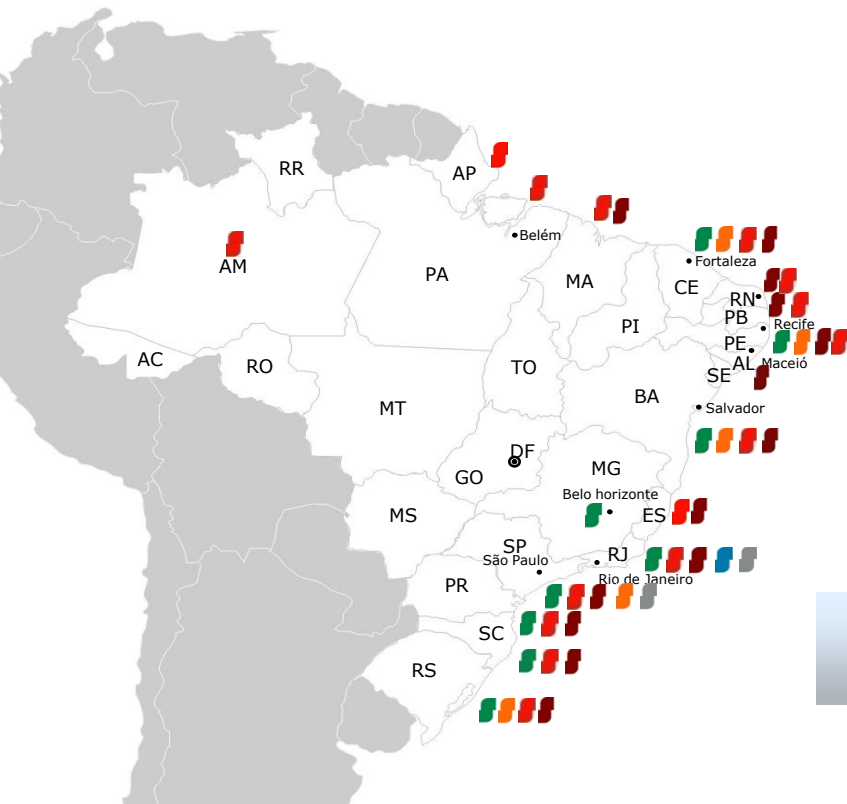 RR
AP
AM
Belém
PA
MA
Fortaleza
CE
RN
PB
PI
Recife
PE
AL
Maceió
SE
AC
RO
TO
BA
MT
Salvador
DF
GO
MG
Belo horizonte
MS
ES
SP
São Paulo
RJ
Rio de Janeiro
PR
SC
RS